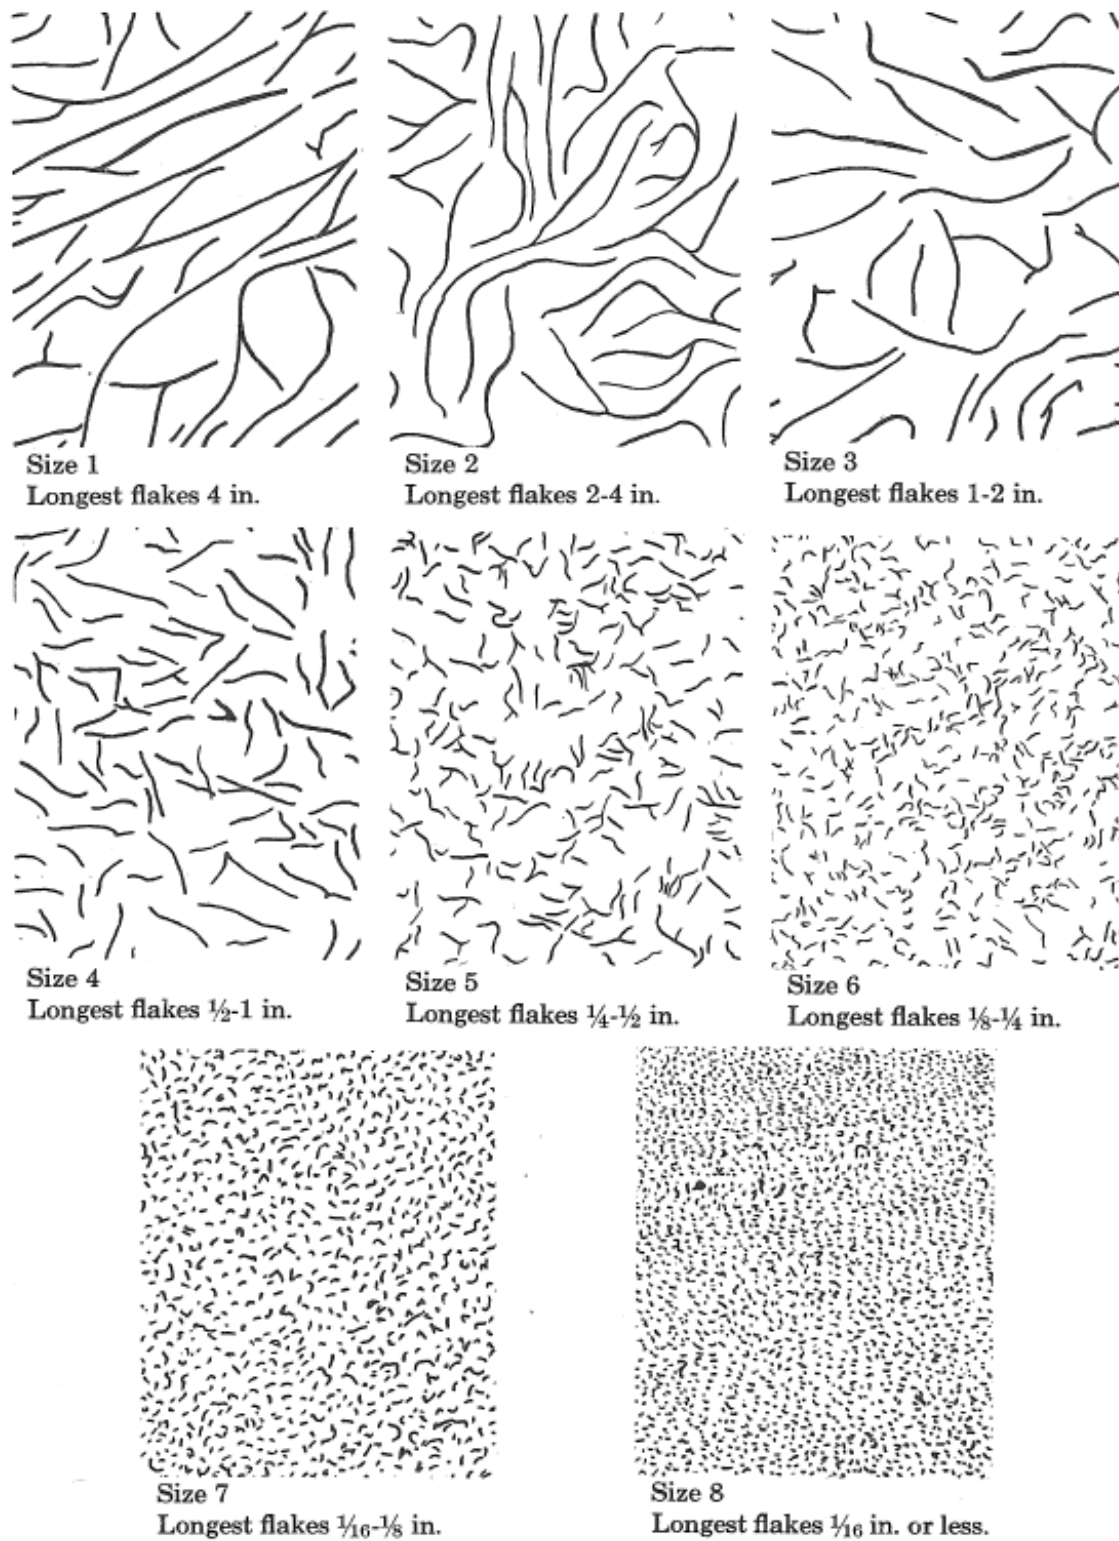 Size 1
Longest flakes 4 in.
Size 2
Longest flakes 2-4 in.
Size 3
Longest flakes 1-2 in.
Size 4
Longest flakes ½-1 in.
Size 5
Longest flakes ¼-½ in.
Size 6
Longest flakes ⅛-¼ in.
Size 7
Longest flakes 1⁄16-⅛ in.
Size 8
Longest flakes 1⁄16 in. or less.